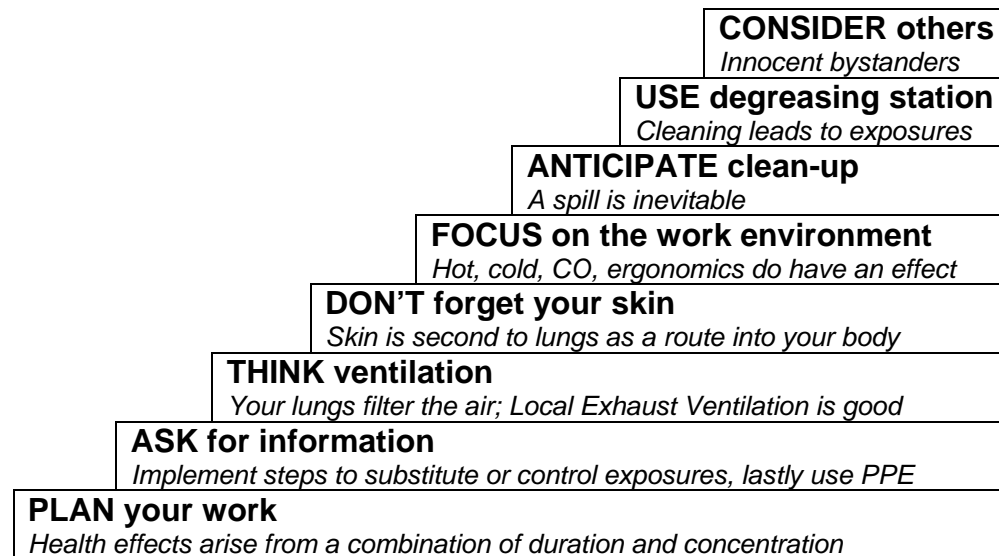 CONSIDER others
Innocent bystanders
USE degreasing station
Cleaning leads to exposures
ANTICIPATE clean-up
A spill is inevitable
FOCUS on the work environment
Hot, cold, CO, ergonomics do have an effect
DON’T forget your skin
Skin is second to lungs as a route into your body
THINK ventilation
Your lungs filter the air; Local Exhaust Ventilation is good
ASK for information
Implement steps to substitute or control exposures, lastly use PPE
PLAN your work
Health effects arise from a combination of duration and concentration